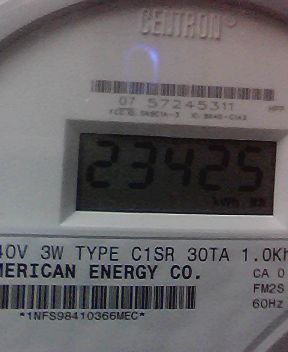 CENTRON
07 57245311
23425
kWh
40V 3W TYPE C1SR 30TA 1.0Kh
MERICAN ENERGY CO.
CA 0
FM2S
60Hz
*1NFS98410366MEC*